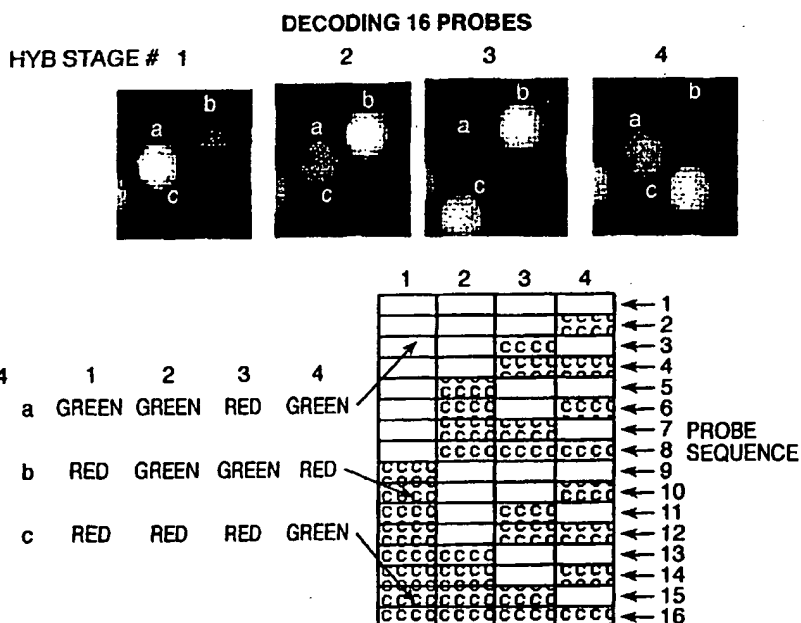 DECODING 16 PROBES
HYB STAGE # 1 2 3 4
a b c
a b c
a b c
a b c
1 2 3 4
1
2
3
4
5
6
7 PROBE
8 SEQUENCE
9
10
11
12
13
14
15
16
4 1 2 3 4
a GREEN GREEN RED GREEN
b RED GREEN GREEN RED
c RED RED RED GREEN